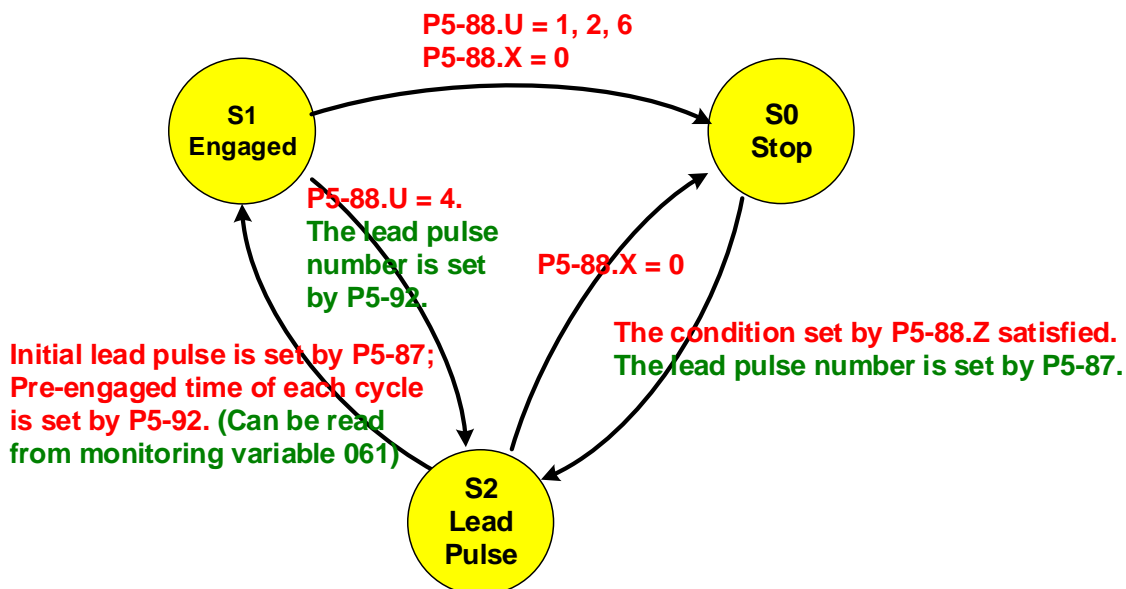 P5-88.U = 1, 2, 6
P5-88.X = 0
S1
Engaged
S0
Stop
P5-88.U = 4.
The lead pulse
number is set
by P5-92.
P5-88.X = 0
The condition set by P5-88.Z satisfied.
The lead pulse number is set by P5-87.
Initial lead pulse is set by P5-87;
Pre-engaged time of each cycle
is set by P5-92. (Can be read
from monitoring variable 061)
S2
Lead
Pulse